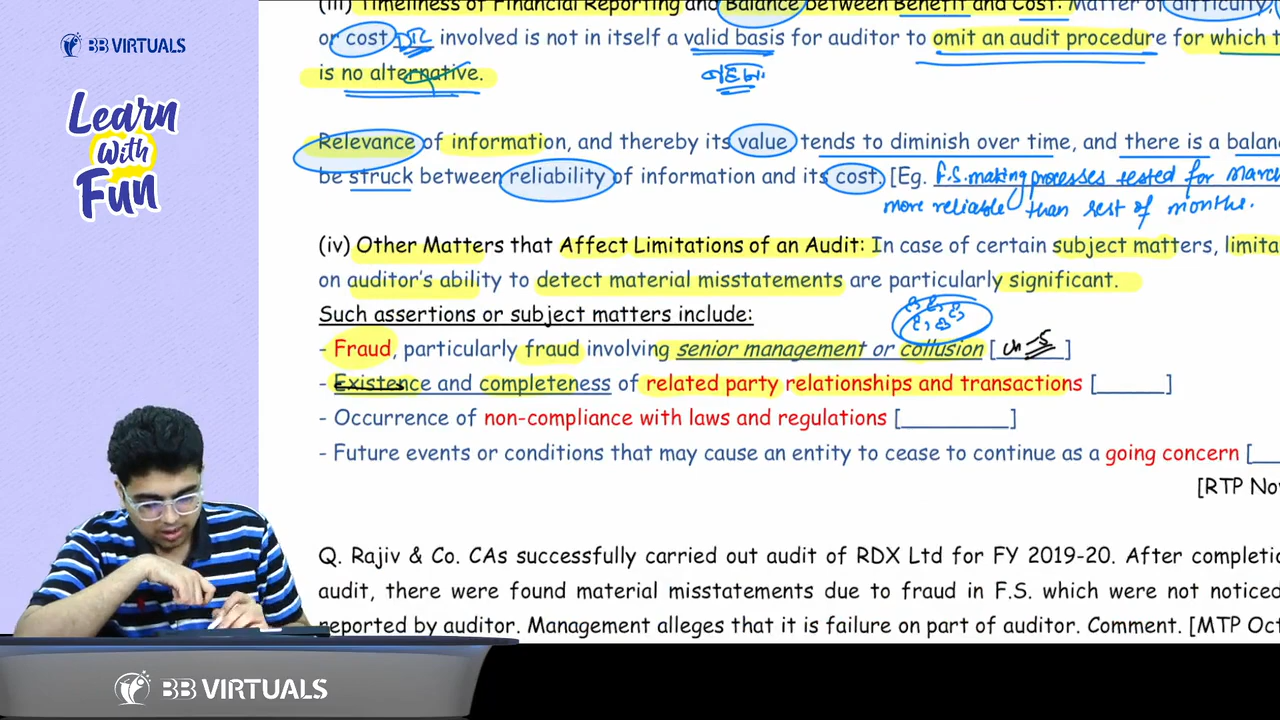 BB VIRTUALS
Learn
With
Fun
(iii) Timeliness of Financial Reporting and Balance between Benefit and Cost: Matter of difficulty,
or cost involved is not in itself a valid basis for auditor to omit an audit procedure for which t
is no alternative.
Relevance of information, and thereby its value, tends to diminish over time, and there is a balan
be struck between reliability of information and its cost. [Eg. F.S. making processes tested for March
more reliable than rest of months.
(iv) Other Matters that Affect Limitations of an Audit: In case of certain subject matters, limita
on auditor's ability to detect material misstatements are particularly significant.
Such assertions or subject matters include:
- Fraud, particularly fraud involving senior management or collusion [ Ch-5 ]
- Existence and completeness of related party relationships and transactions [______]
- Occurrence of non-compliance with laws and regulations [_________]
- Future events or conditions that may cause an entity to cease to continue as a going concern [__
[RTP No
Q. Rajiv & Co. CAs successfully carried out audit of RDX Ltd for FY 2019-20. After completi
audit, there were found material misstatements due to fraud in F.S. which were not noticed
reported by auditor. Management alleges that it is failure on part of auditor. Comment. [MTP Oct
BB VIRTUALS